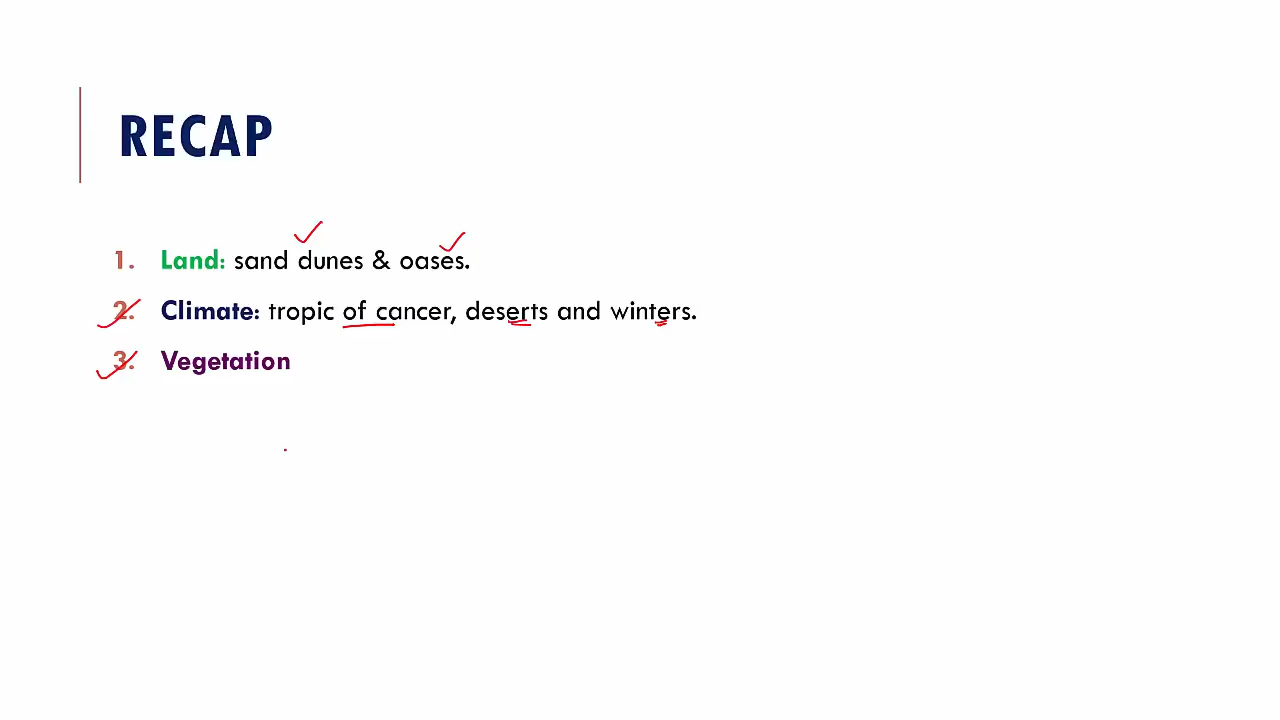 RECAP
1. Land: sand dunes & oases.
2. Climate: tropic of cancer, deserts and winters.
3. Vegetation